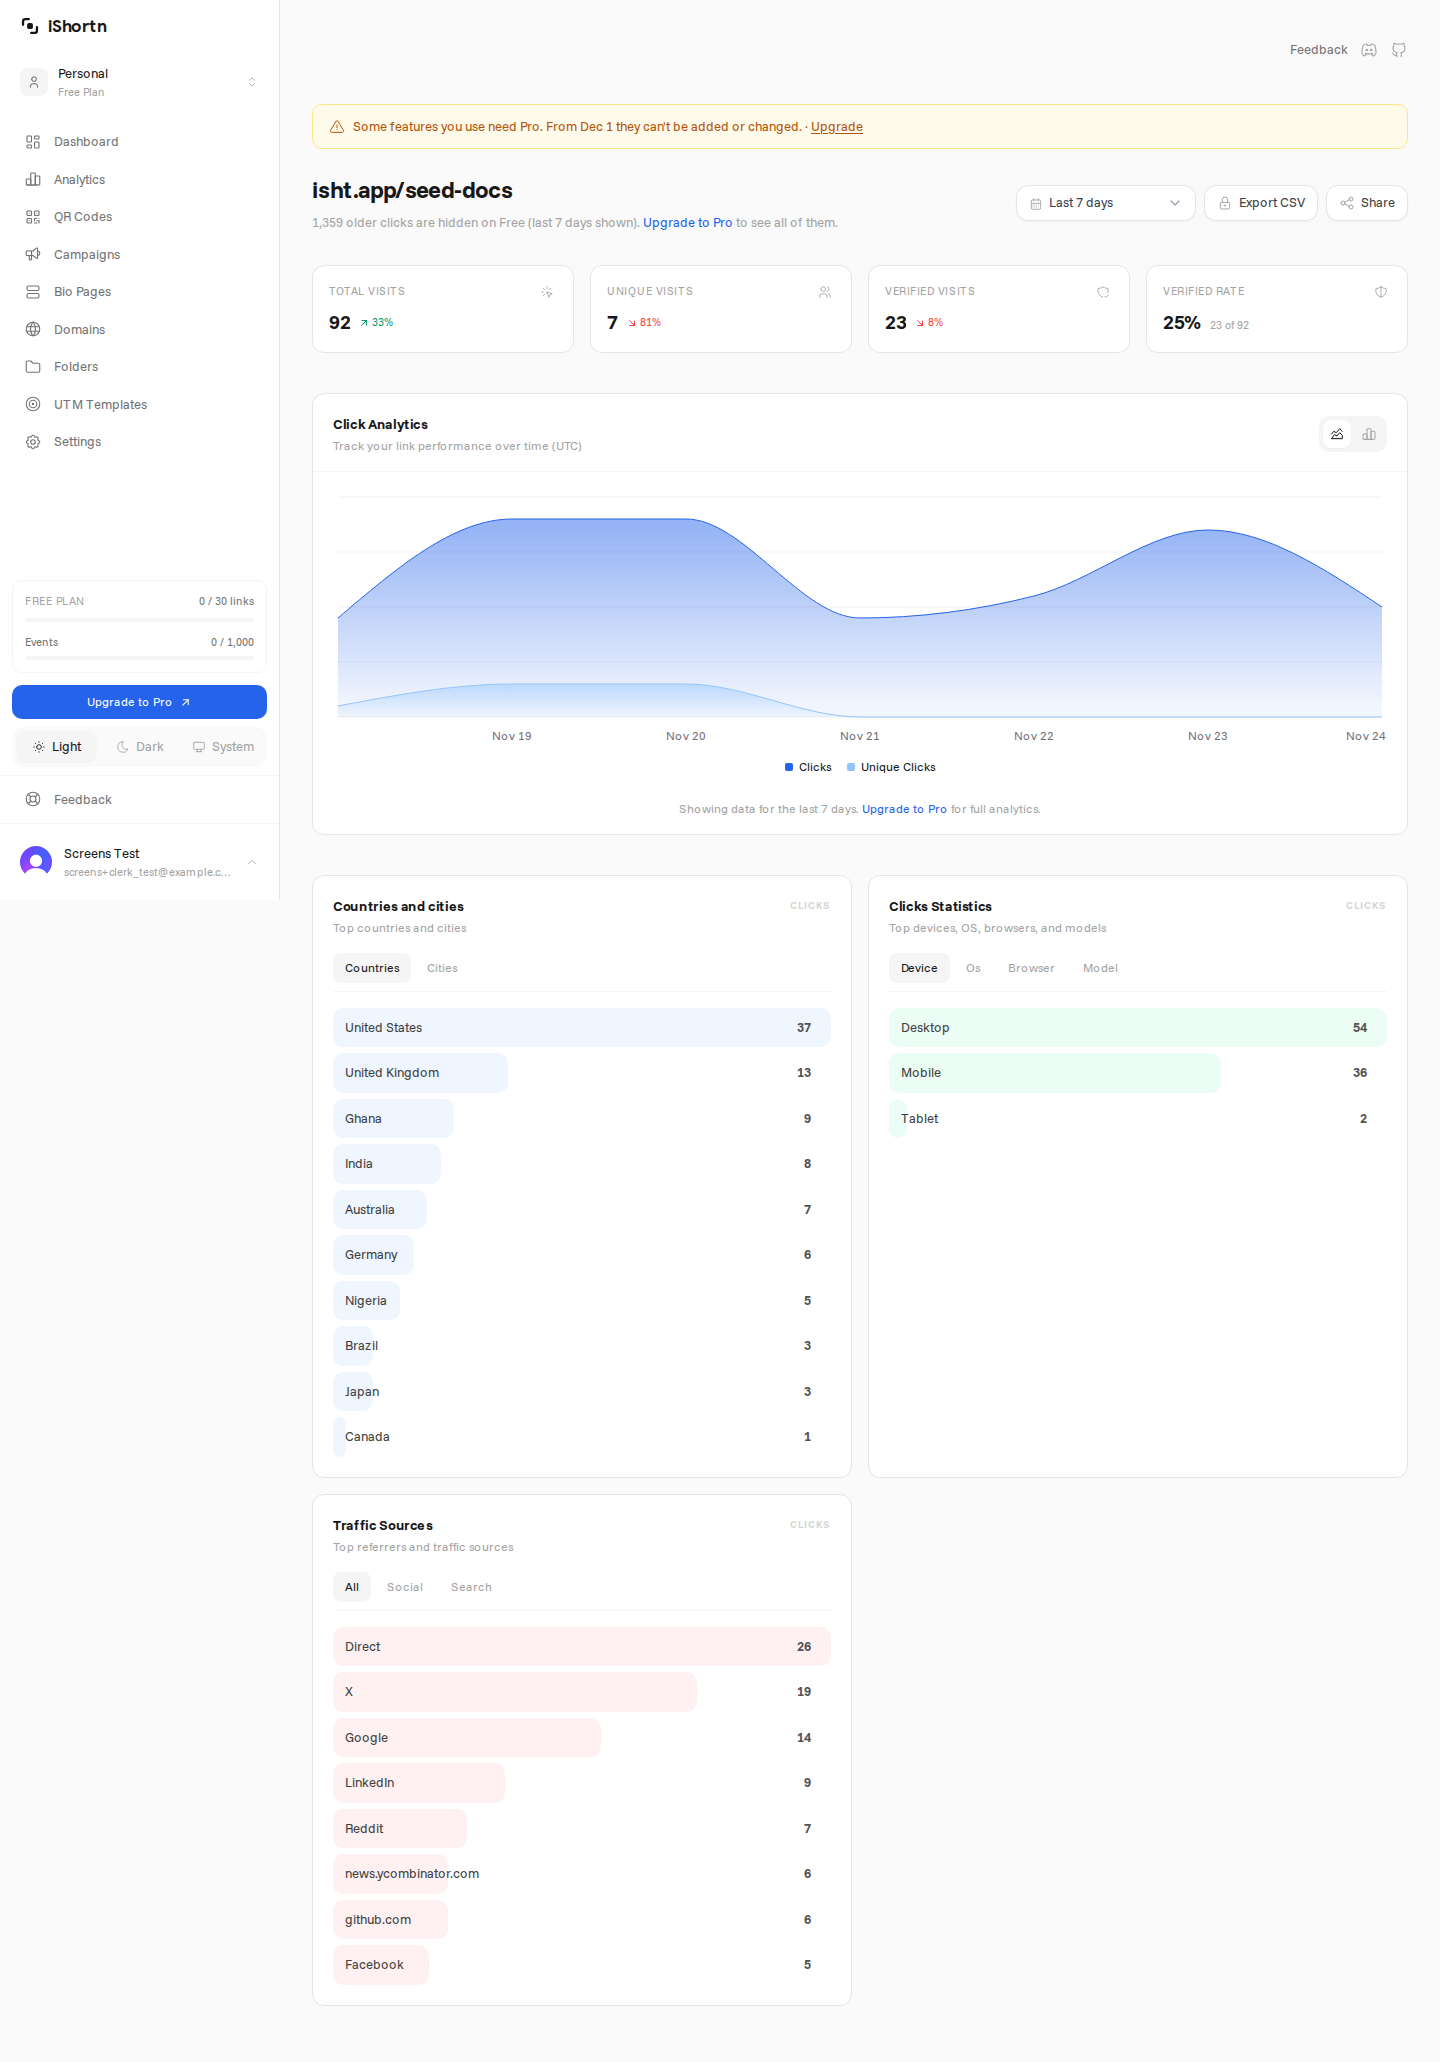 iShortn
Personal
Free Plan
Dashboard
Analytics
QR Codes
Campaigns
Bio Pages
Domains
Folders
UTM Templates
Settings
FREE PLAN 0 / 30 links
Events 0 / 1,000
Upgrade to Pro
Light Dark System
Feedback
Screens Test
screens+clerk_test@example.c...
Feedback
Some features you use need Pro. From Dec 1 they can't be added or changed. · Upgrade
isht.app/seed-docs
1,359 older clicks are hidden on Free (last 7 days shown). Upgrade to Pro to see all of them.
Last 7 days Export CSV Share
TOTAL VISITS
92 33%
UNIQUE VISITS
7 81%
VERIFIED VISITS
23 8%
VERIFIED RATE
25% 23 of 92
Click Analytics
Track your link performance over time (UTC)
Nov 19 Nov 20 Nov 21 Nov 22 Nov 23 Nov 24
Clicks Unique Clicks
Showing data for the last 7 days. Upgrade to Pro for full analytics.
Countries and cities CLICKS
Top countries and cities
Countries Cities
United States 37
United Kingdom 13
Ghana 9
India 8
Australia 7
Germany 6
Nigeria 5
Brazil 3
Japan 3
Canada 1
Clicks Statistics CLICKS
Top devices, OS, browsers, and models
Device Os Browser Model
Desktop 54
Mobile 36
Tablet 2
Traffic Sources CLICKS
Top referrers and traffic sources
All Social Search
Direct 26
X 19
Google 14
LinkedIn 9
Reddit 7
news.ycombinator.com 6
github.com 6
Facebook 5